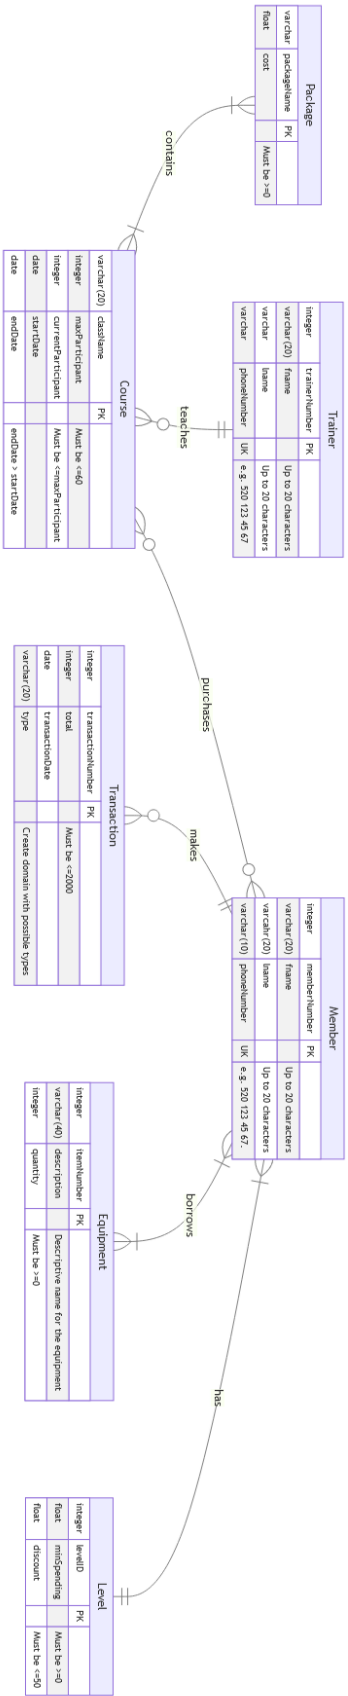 Package
varchar packageName PK
float cost Must be >=0
contains
Trainer
integer trainerNumber PK
varchar(20) fname Up to 20 characters
varchar lname Up to 20 characters
varchar phoneNumber UK e.g. 520 123 45 67
teaches
Course
varchar(20) className PK
integer maxParticipant Must be <=60
integer currentParticipant Must be <=maxParticipant
date startDate
date endDate endDate > startDate
purchases
Transaction
integer transactionNumber PK
integer total Must be <=2000
date transactionDate
varchar(20) type Create domain with possible types
makes
Member
integer memberNumber PK
varchar(20) fname Up to 20 characters
varcahr(20) lname Up to 20 characters
varchar(10) phoneNumber UK e.g. 520 123 45 67.
borrows
Equipment
integer itemNumber PK
varchar(40) description Descriptive name for the equipment
integer quantity Must be >=0
has
Level
integer levelID PK
float minSpending Must be >=0
float discount Must be <=50